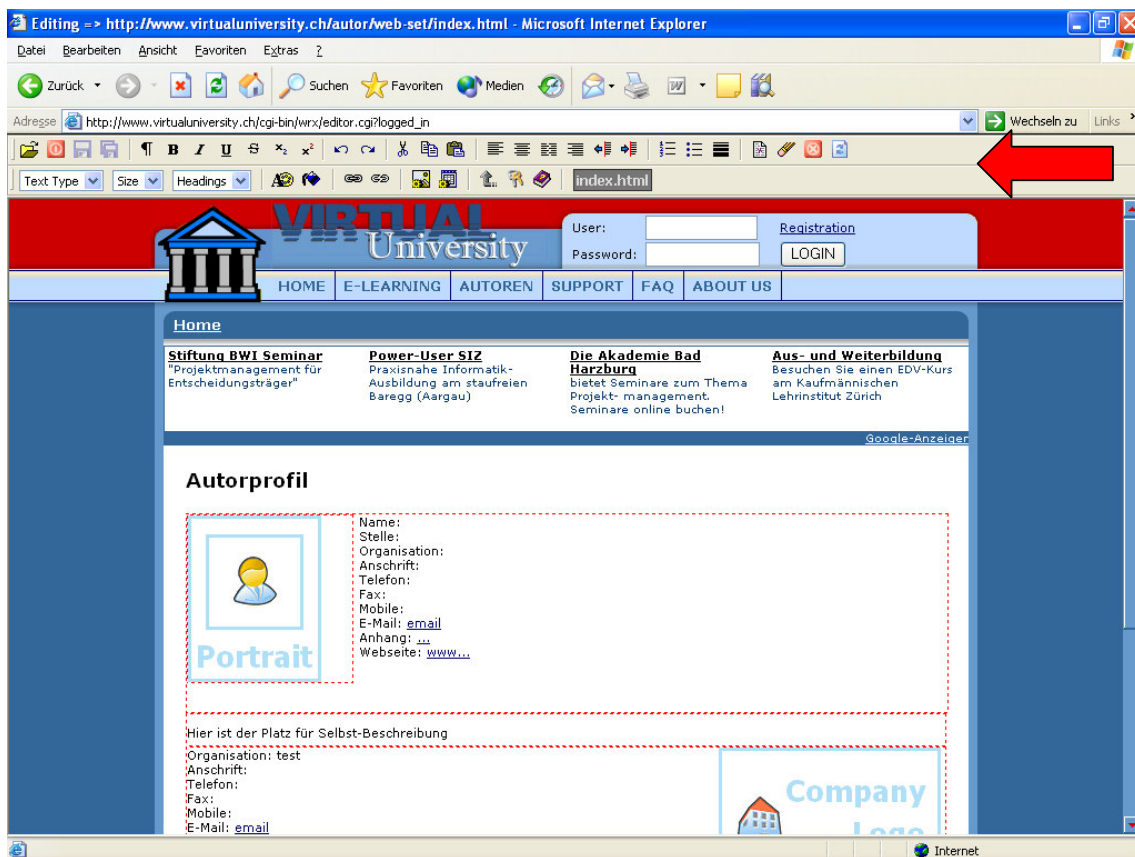 Editing => http://www.virtualuniversity.ch/autor/web-set/index.html - Microsoft Internet Explorer
Datei Bearbeiten Ansicht Favoriten Extras ?
Zurück Suchen Favoriten Medien
Adresse http://www.virtualuniversity.ch/cgi-bin/wrx/editor.cgi?logged_in Wechseln zu Links
Text Type Size Headings index.html
VIRTUAL
University
User: Registration
Password: LOGIN
HOME E-LEARNING AUTOREN SUPPORT FAQ ABOUT US
Home
Stiftung BWI Seminar
"Projektmanagement für
Entscheidungsträger"
Power-User SIZ
Praxisnahe Informatik-
Ausbildung am staufreien
Baregg (Aargau)
Die Akademie Bad
Harzburg
bietet Seminare zum Thema
Projekt- management.
Seminare online buchen!
Aus- und Weiterbildung
Besuchen Sie einen EDV-Kurs
am Kaufmännischen
Lehrinstitut Zürich
Google-Anzeigen
Autorprofil
Portrait
Name:
Stelle:
Organisation:
Anschrift:
Telefon:
Fax:
Mobile:
E-Mail: email
Anhang: ...
Webseite: www...
Hier ist der Platz für Selbst-Beschreibung
Organisation: test
Anschrift:
Telefon:
Fax:
Mobile:
E-Mail: email
Company
Logo
Internet